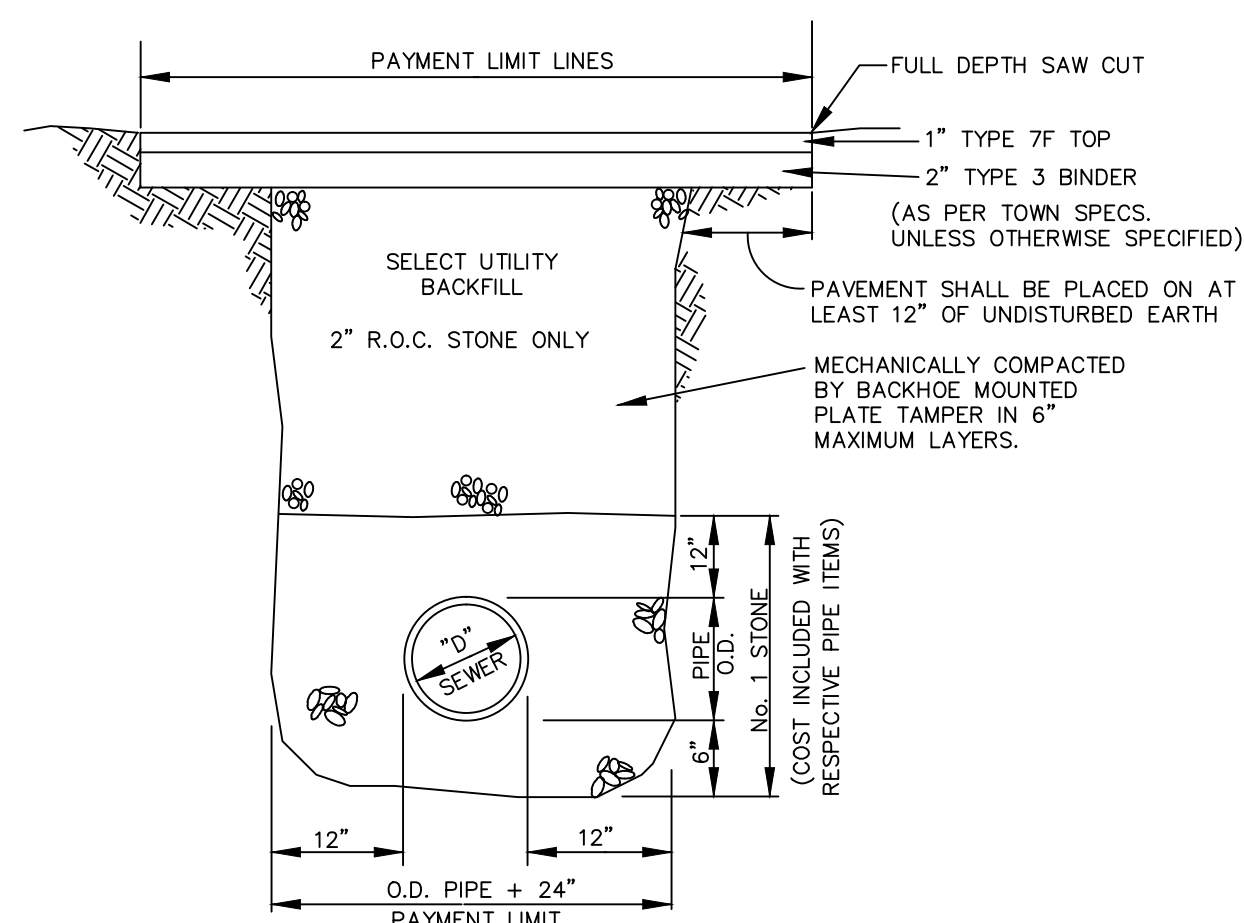 PAYMENT LIMIT LINES
FULL DEPTH SAW CUT
1” TYPE 7F TOP
2” TYPE 3 BINDER
(AS PER TOWN SPECS.
UNLESS OTHERWISE SPECIFIED)
SELECT UTILITY
BACKFILL
2” R.O.C. STONE ONLY
PAVEMENT SHALL BE PLACED ON AT
LEAST 12” OF UNDISTURBED EARTH
MECHANICALLY COMPACTED
BY BACKHOE MOUNTED
PLATE TAMPER IN 6”
MAXIMUM LAYERS.
12”
PIPE
O.D.
6”
No. 1 STONE
(COST INCLUDED WITH
RESPECTIVE PIPE ITEMS)
”D”
SEWER
12”
12”
O.D. PIPE + 24”
PAYMENT LIMIT